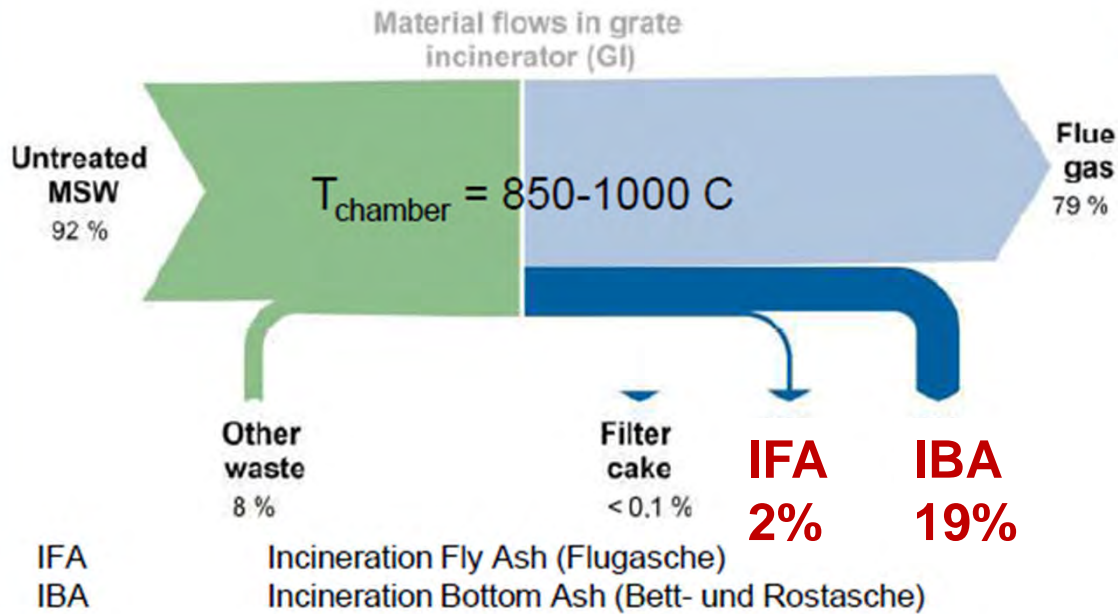 Material flows in grate
incinerator (GI)
Untreated
MSW
92 %
T chamber = 850-1000 C
Flue
gas
79 %
Other
waste
8 %
Filter
cake
< 0.1 %
IFA
2%
IBA
19%
IFA Incineration Fly Ash (Flugasche)
IBA Incineration Bottom Ash (Bett- und Rostasche)